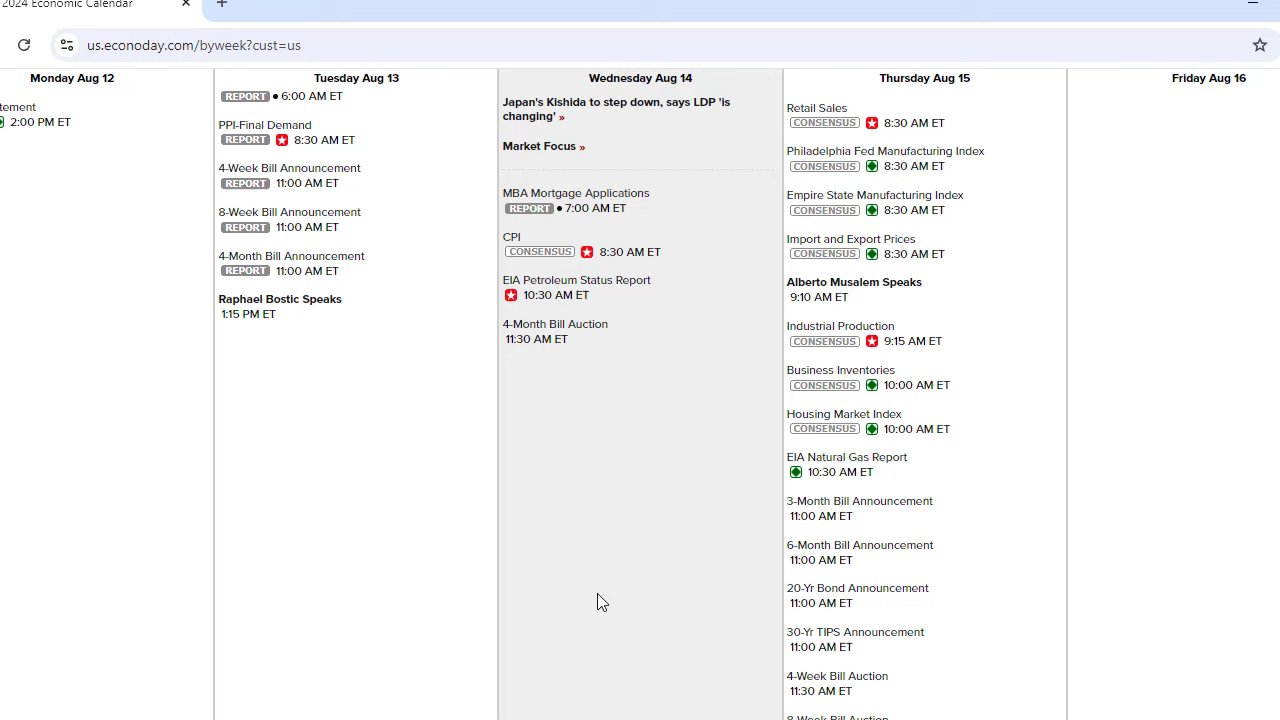 2024 Economic Calendar
us.econoday.com/byweek?cust=us
Monday Aug 12
tement
2:00 PM ET
Tuesday Aug 13
REPORT 6:00 AM ET
PPI-Final Demand
REPORT 8:30 AM ET
4-Week Bill Announcement
REPORT 11:00 AM ET
8-Week Bill Announcement
REPORT 11:00 AM ET
4-Month Bill Announcement
REPORT 11:00 AM ET
Raphael Bostic Speaks
1:15 PM ET
Wednesday Aug 14
Japan's Kishida to step down, says LDP 'is
changing' »
Market Focus »
MBA Mortgage Applications
REPORT 7:00 AM ET
CPI
CONSENSUS 8:30 AM ET
EIA Petroleum Status Report
10:30 AM ET
4-Month Bill Auction
11:30 AM ET
Thursday Aug 15
Retail Sales
CONSENSUS 8:30 AM ET
Philadelphia Fed Manufacturing Index
CONSENSUS 8:30 AM ET
Empire State Manufacturing Index
CONSENSUS 8:30 AM ET
Import and Export Prices
CONSENSUS 8:30 AM ET
Alberto Musalem Speaks
9:10 AM ET
Industrial Production
CONSENSUS 9:15 AM ET
Business Inventories
CONSENSUS 10:00 AM ET
Housing Market Index
CONSENSUS 10:00 AM ET
EIA Natural Gas Report
10:30 AM ET
3-Month Bill Announcement
11:00 AM ET
6-Month Bill Announcement
11:00 AM ET
20-Yr Bond Announcement
11:00 AM ET
30-Yr TIPS Announcement
11:00 AM ET
4-Week Bill Auction
11:30 AM ET
8-Week Bill Auction
Friday Aug 16